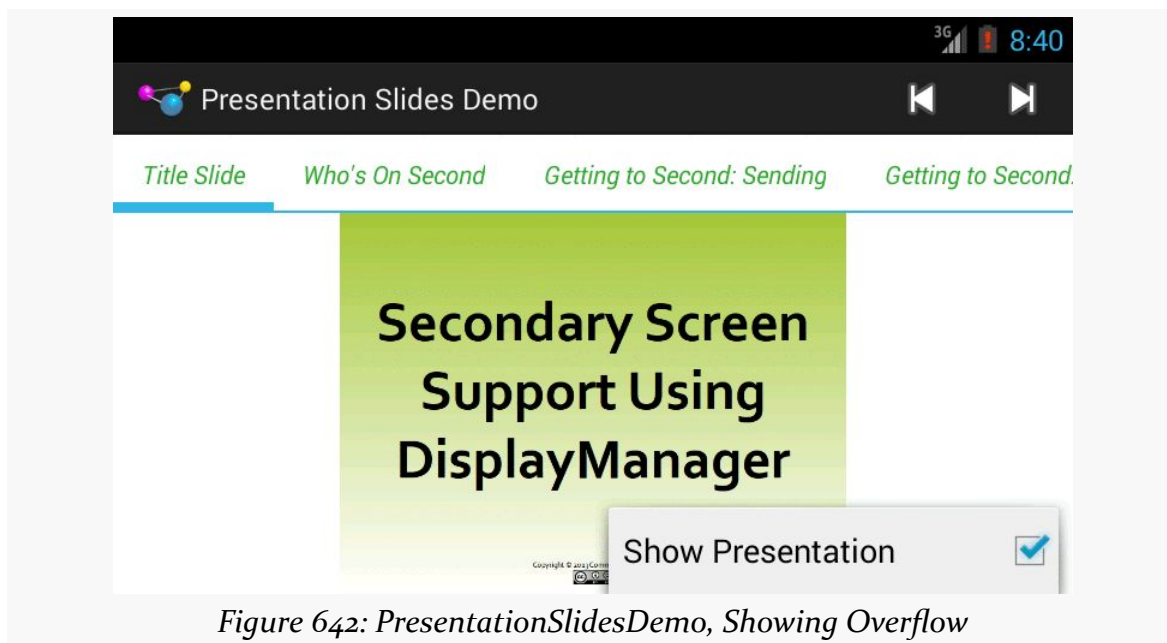 3G 8:40
Presentation Slides Demo
Title Slide Who's On Second Getting to Second: Sending Getting to Second:
Secondary Screen
Support Using
DisplayManager
Show Presentation
Copyright ©
Figure 642: PresentationSlidesDemo, Showing Overflow